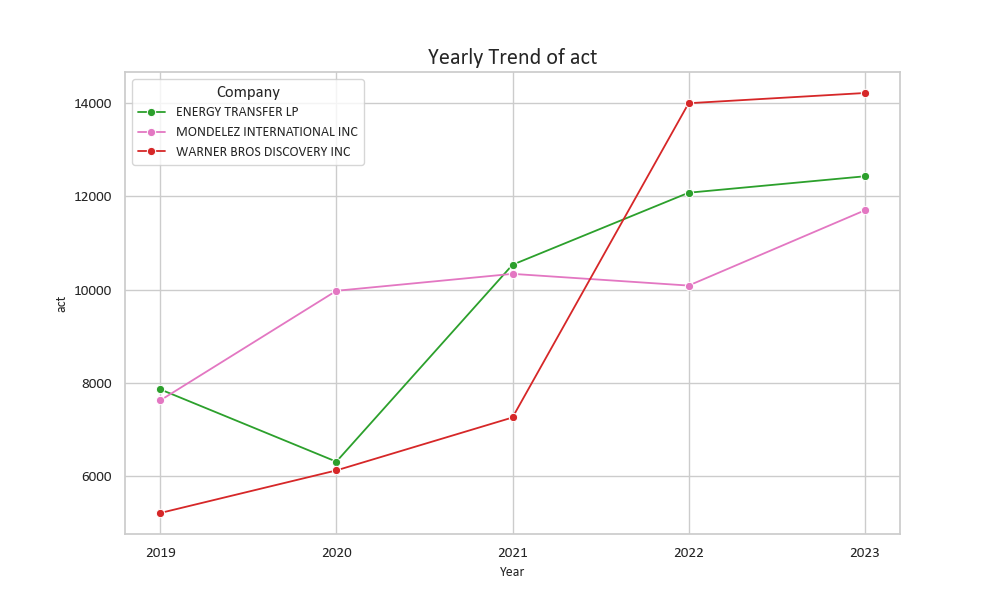 Yearly Trend of act
Company
ENERGY TRANSFER LP
MONDELEZ INTERNATIONAL INC
WARNER BROS DISCOVERY INC
14000
12000
10000
8000
6000
act
2019 2020 2021 2022 2023
Year